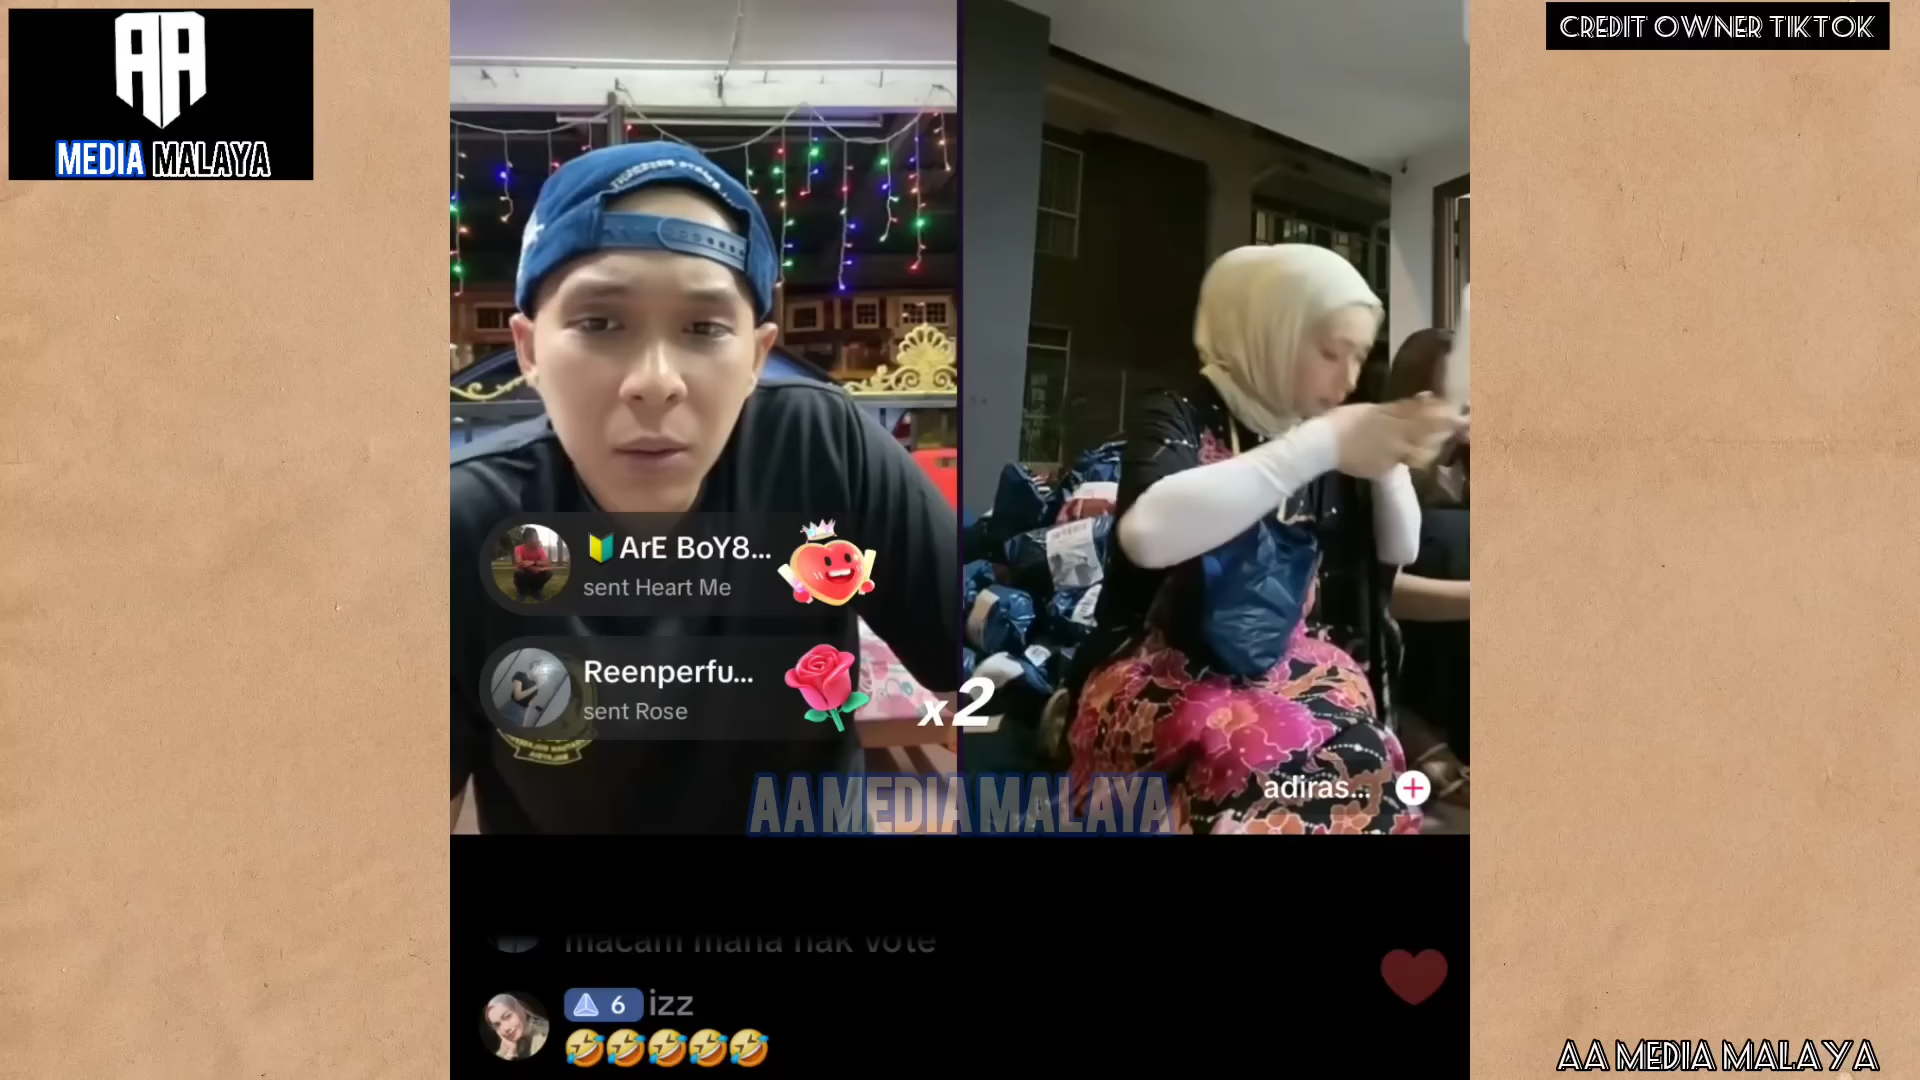 AA
MEDIA MALAYA
CREDIT OWNER TIKTOK
ArE BoY8...
sent Heart Me
Reenperfu...
sent Rose
x2
adiras...
AA MEDIA MALAYA
macam mana nak vote
6 izz
🤣🤣🤣🤣🤣
AA MEDIA MALAYA